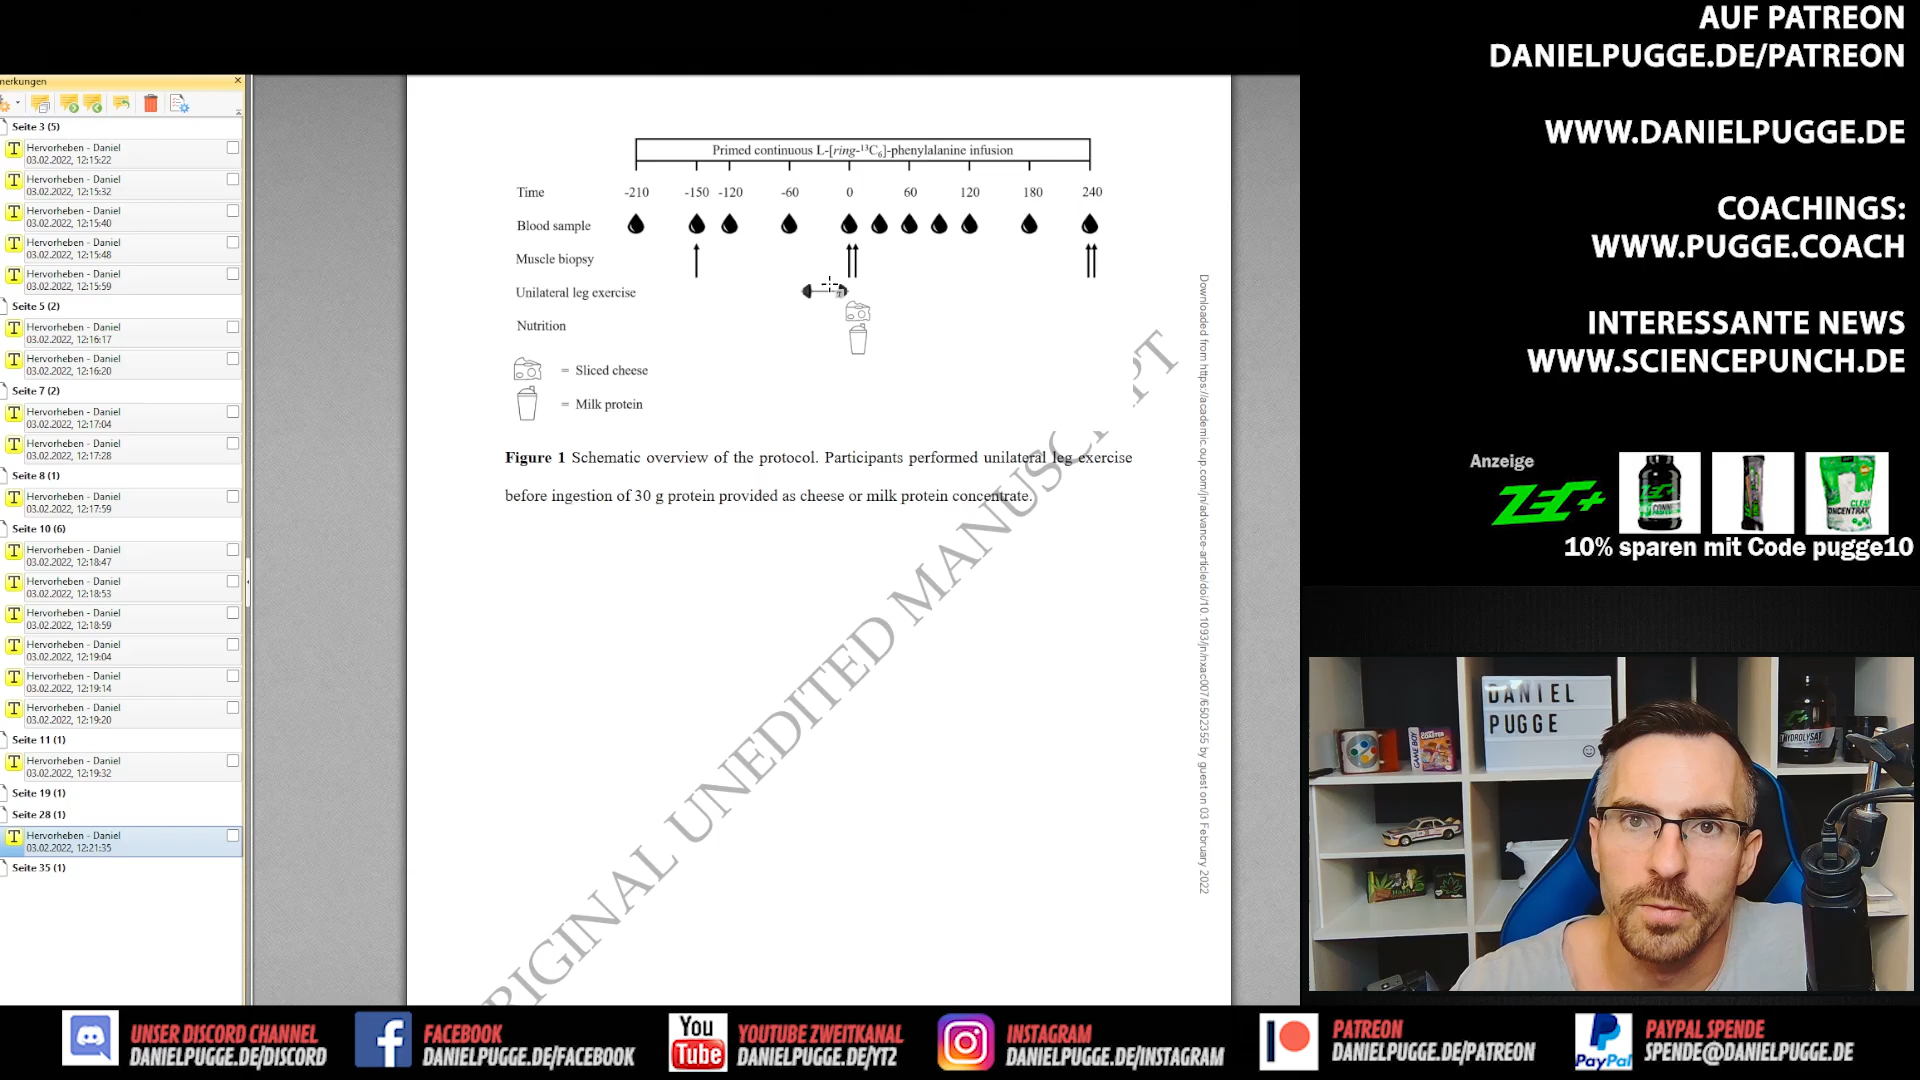 merkungen
Seite 3 (5)
Hervorheben - Daniel
03.02.2022, 12:15:22
Hervorheben - Daniel
03.02.2022, 12:15:32
Hervorheben - Daniel
03.02.2022, 12:15:40
Hervorheben - Daniel
03.02.2022, 12:15:48
Hervorheben - Daniel
03.02.2022, 12:15:59
Seite 5 (2)
Hervorheben - Daniel
03.02.2022, 12:16:17
Hervorheben - Daniel
03.02.2022, 12:16:20
Seite 7 (2)
Hervorheben - Daniel
03.02.2022, 12:17:04
Hervorheben - Daniel
03.02.2022, 12:17:28
Seite 8 (1)
Hervorheben - Daniel
03.02.2022, 12:17:59
Seite 10 (6)
Hervorheben - Daniel
03.02.2022, 12:18:47
Hervorheben - Daniel
03.02.2022, 12:18:53
Hervorheben - Daniel
03.02.2022, 12:18:59
Hervorheben - Daniel
03.02.2022, 12:19:04
Hervorheben - Daniel
03.02.2022, 12:19:14
Hervorheben - Daniel
03.02.2022, 12:19:20
Seite 11 (1)
Hervorheben - Daniel
03.02.2022, 12:19:32
Seite 19 (1)
Seite 28 (1)
Hervorheben - Daniel
03.02.2022, 12:21:35
Seite 35 (1)
Primed continuous L-[ring-¹³C₆]-phenylalanine infusion
Time -210 -150 -120 -60 0 60 120 180 240
Blood sample
Muscle biopsy
Unilateral leg exercise
Nutrition
= Sliced cheese
= Milk protein
Figure 1 Schematic overview of the protocol. Participants performed unilateral leg exercise
before ingestion of 30 g protein provided as cheese or milk protein concentrate.
RIGINAL UNEDITED MANUSCRIPT
Downloaded from https://academic.oup.com/jn/advance-article/doi/10.1093/jn/nxac007/6502355 by guest on 03 February 2022
AUF PATREON
DANIELPUGGE.DE/PATREON
WWW.DANIELPUGGE.DE
COACHINGS:
WWW.PUGGE.COACH
INTERESSANTE NEWS
WWW.SCIENCEPUNCH.DE
Anzeige
ZEC+
10% sparen mit Code pugge10
DANIEL
PUGGE
UNSER DISCORD CHANNEL
DANIELPUGGE.DE/DISCORD
FACEBOOK
DANIELPUGGE.DE/FACEBOOK
You
Tube
YOUTUBE ZWEITKANAL
DANIELPUGGE.DE/YT2
INSTAGRAM
DANIELPUGGE.DE/INSTAGRAM
PATREON
DANIELPUGGE.DE/PATREON
PayPal
PAYPAL SPENDE
SPENDE@DANIELPUGGE.DE